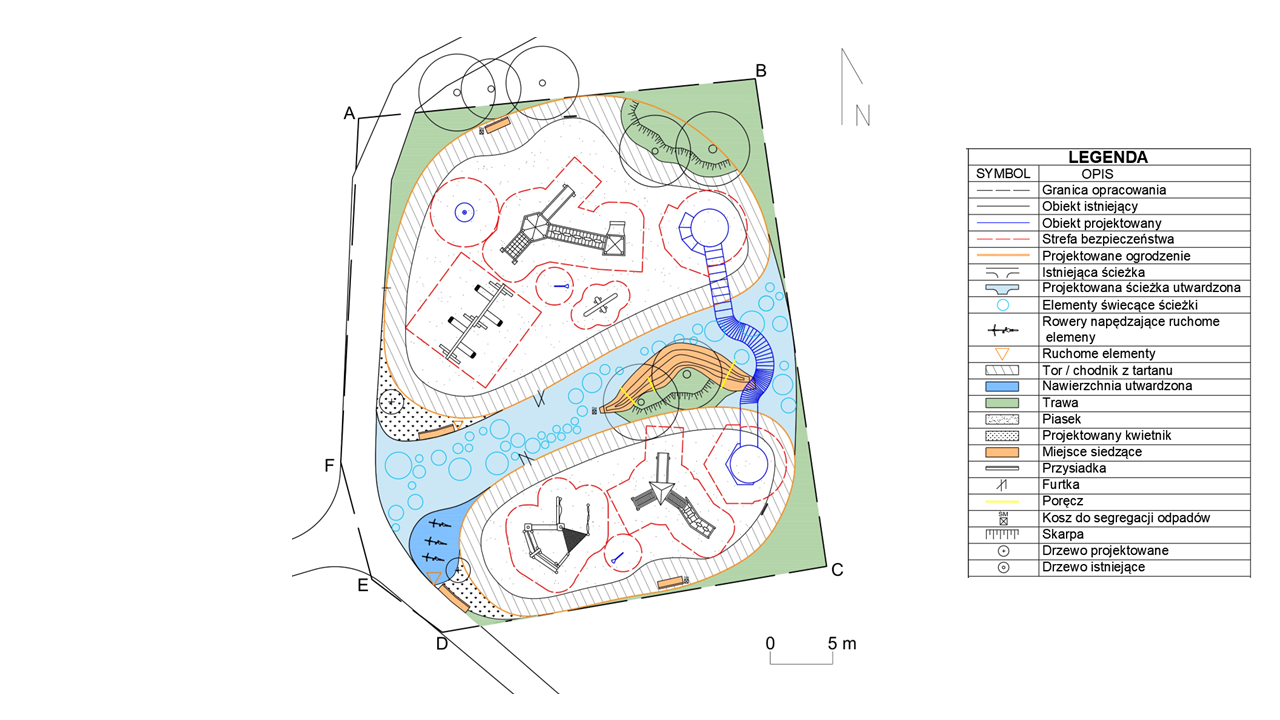 A
B
N
F
E
D
C
0 5 m
LEGENDA
SYMBOL OPIS
Granica opracowania
Obiekt istniejący
Obiekt projektowany
Strefa bezpieczeństwa
Projektowane ogrodzenie
Istniejąca ścieżka
Projektowana ścieżka utwardzona
Elementy świecące ścieżki
Rowery napędzające ruchome
elemeny
Ruchome elementy
Tor / chodnik z tartanu
Nawierzchnia utwardzona
Trawa
Piasek
Projektowany kwietnik
Miejsce siedzące
Przysiadka
Furtka
Poręcz
SM Kosz do segregacji odpadów
Skarpa
Drzewo projektowane
Drzewo istniejące